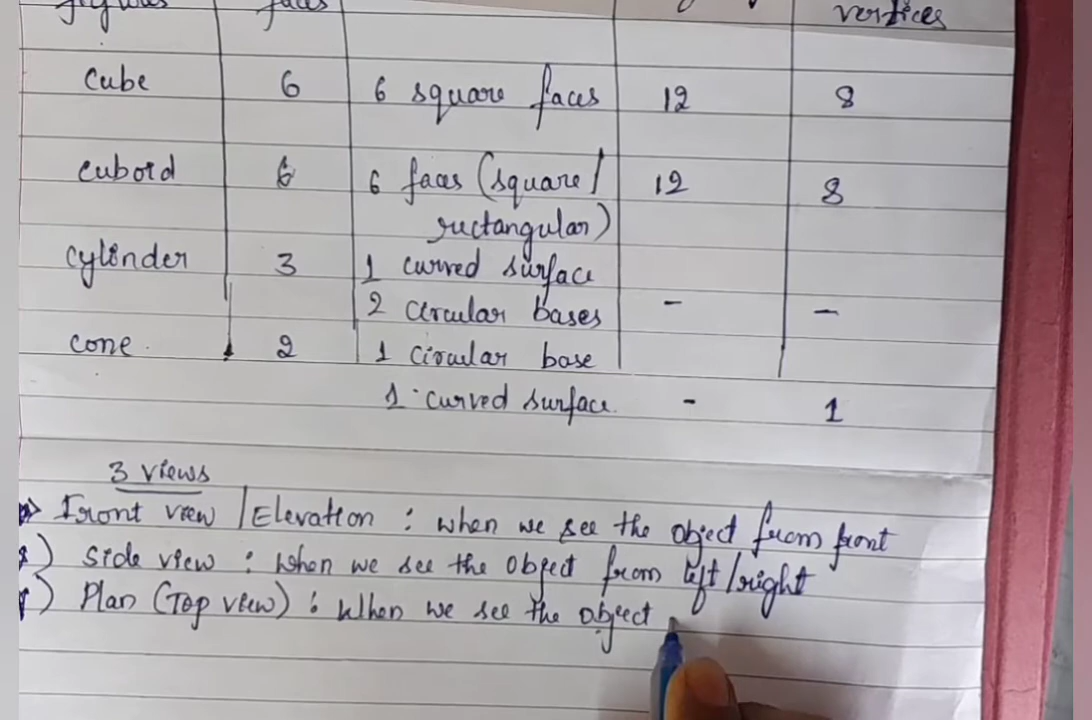 figures faces vertices
cube 6 6 square faces 12 8
cuboid 6 6 faces (square/ 12 8
rectangular)
cylinder 3 1 curved surface
2 circular bases - -
cone. 2 1 circular base
1 curved surface. - 1
3 views
Front view / Elevation : when we see the object from front
) side view : when we see the object from left/right
) Plan (Top view) : when we see the object